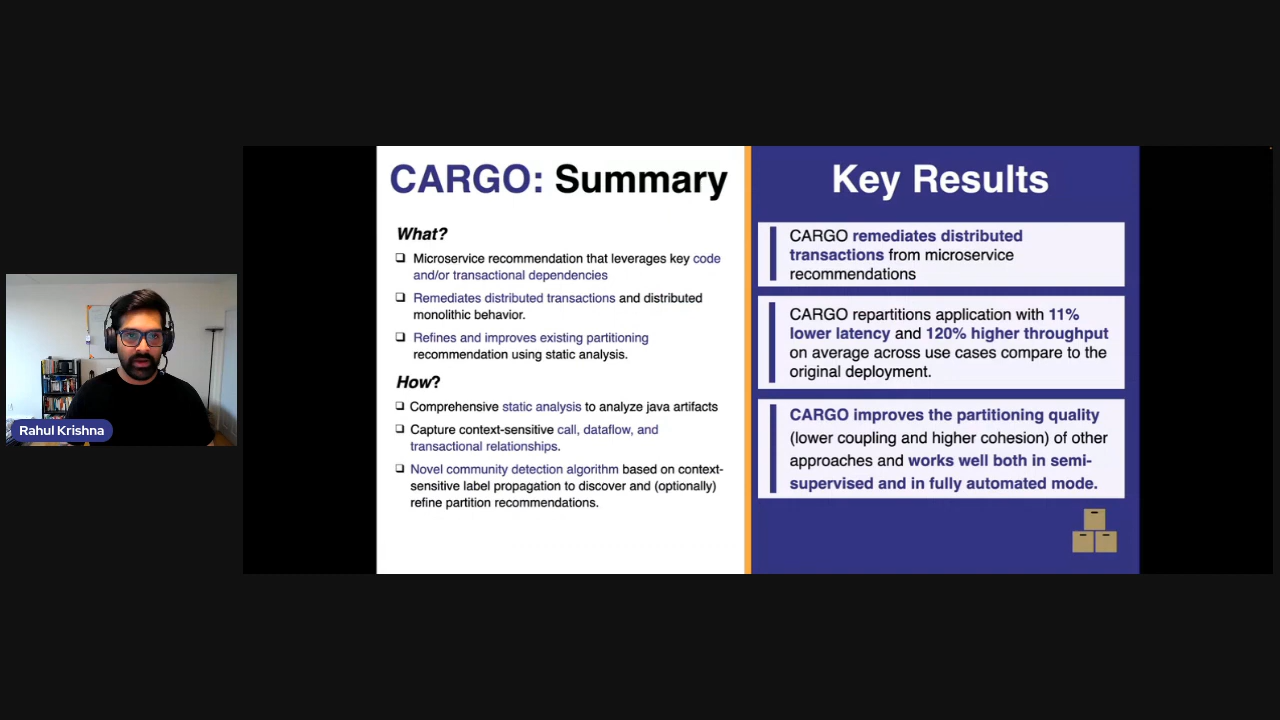 CARGO: Summary
What?
❑ Microservice recommendation that leverages key code
and/or transactional dependencies
❑ Remediates distributed transactions and distributed
monolithic behavior.
❑ Refines and improves existing partitioning
recommendation using static analysis.
How?
❑ Comprehensive static analysis to analyze java artifacts
❑ Capture context-sensitive call, dataflow, and
transactional relationships.
❑ Novel community detection algorithm based on context-
sensitive label propagation to discover and (optionally)
refine partition recommendations.
Key Results
CARGO remediates distributed
transactions from microservice
recommendations
CARGO repartitions application with 11%
lower latency and 120% higher throughput
on average across use cases compare to the
original deployment.
CARGO improves the partitioning quality
(lower coupling and higher cohesion) of other
approaches and works well both in semi-
supervised and in fully automated mode.
Rahul Krishna